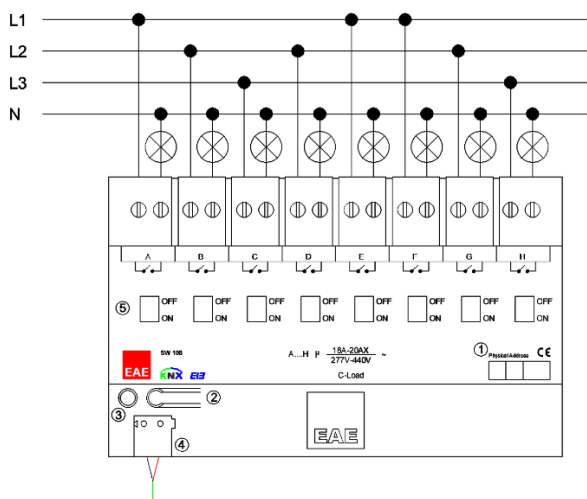 L1
L2
L3
N
A B C D E F G H
⑤ OFF OFF OFF OFF OFF OFF OFF OFF
ON ON ON ON ON ON ON ON
SW 108
EAE KNX EIB
A...H μ 16A-20AX ~
277V-440V
C-Load
① Physical Address CE
③ ②
④
EAE